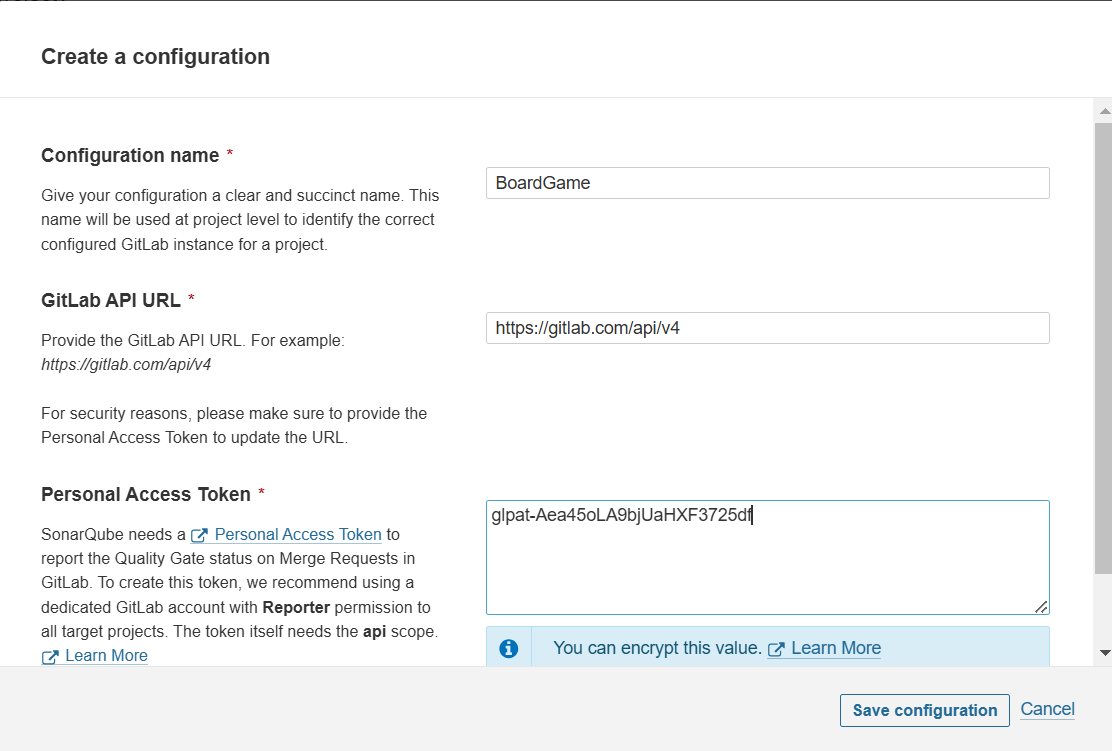 Create a configuration
Configuration name *
Give your configuration a clear and succinct name. This
name will be used at project level to identify the correct
configured GitLab instance for a project.
BoardGame
GitLab API URL *
Provide the GitLab API URL. For example:
https://gitlab.com/api/v4
For security reasons, please make sure to provide the
Personal Access Token to update the URL.
https://gitlab.com/api/v4
Personal Access Token *
SonarQube needs a Personal Access Token to
report the Quality Gate status on Merge Requests in
GitLab. To create this token, we recommend using a
dedicated GitLab account with Reporter permission to
all target projects. The token itself needs the api scope.
Learn More
glpat-Aea45oLA9bjUaHXF3725df
You can encrypt this value. Learn More
Save configuration
Cancel